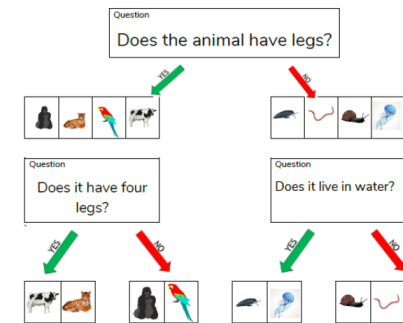 Question
Does the animal have legs?
YES
NO
Question
Does it have four
legs?
Question
Does it live in water?
YES
NO
YES
NO